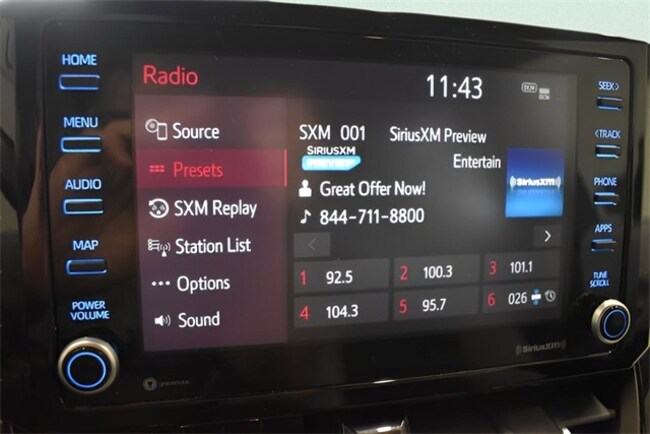 HOME
MENU
AUDIO
MAP
POWER
VOLUME
Radio
11:43
DCM
Source
Presets
SXM Replay
Station List
Options
Sound
SXM 001 SiriusXM Preview
SIRIUSXM
PREVIEW
Entertain
Great Offer Now!
844-711-8800
SiriusXM
1 92.5
2 100.3
3 101.1
4 104.3
5 95.7
6 026
SEEK>
<TRACK
PHONE
APPS
TUNE
SCROLL
SiriusXM